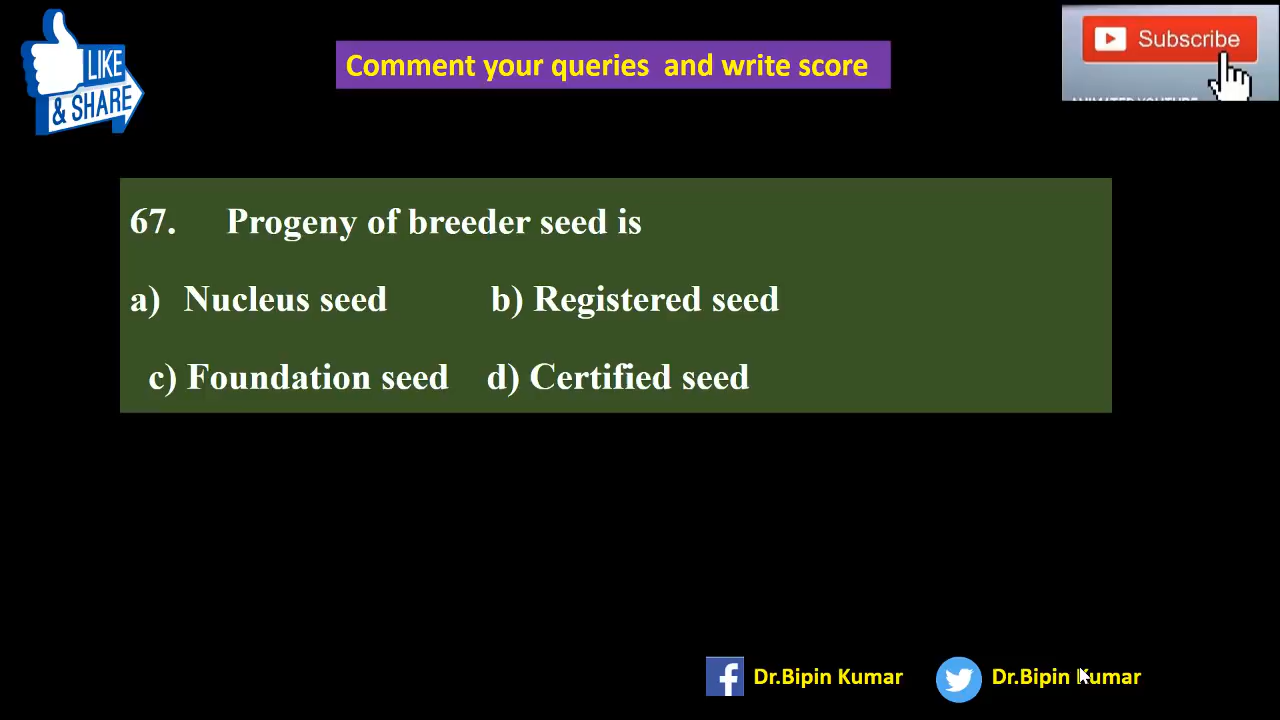 LIKE
& SHARE
Comment your queries and write score
Subscribe
67. Progeny of breeder seed is
a) Nucleus seed b) Registered seed
c) Foundation seed d) Certified seed
Dr.Bipin Kumar Dr.Bipin Kumar